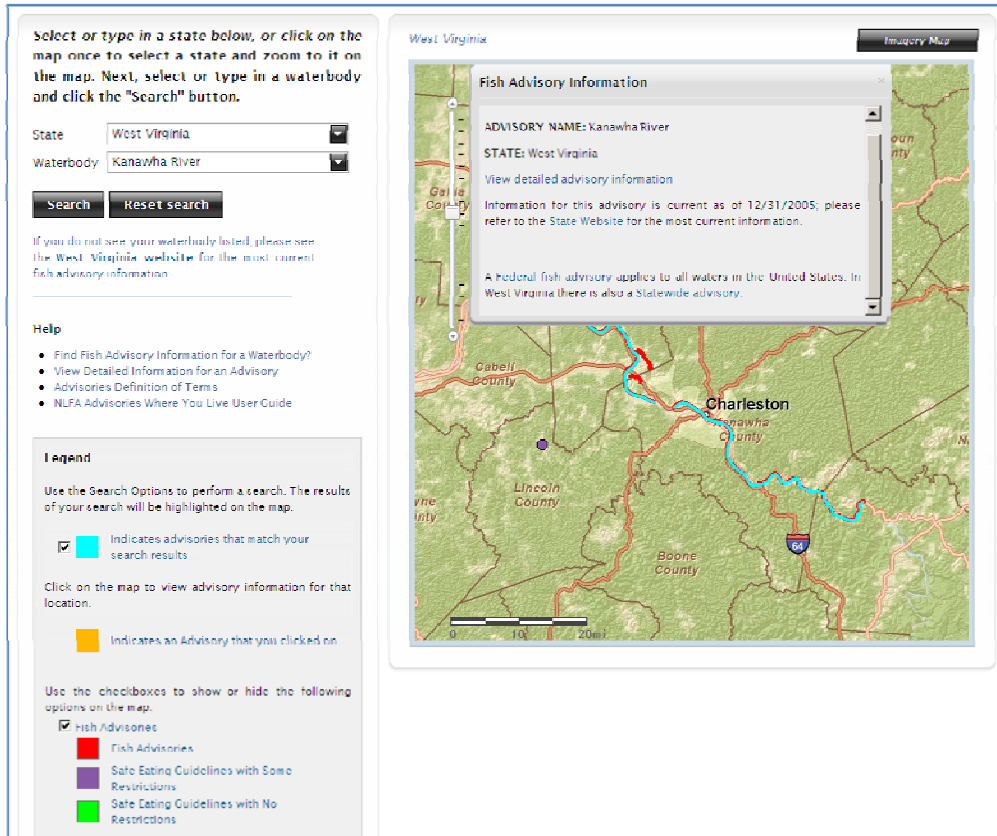 Select or type in a state below, or click on the
map once to select a state and zoom to it on
the map. Next, select or type in a waterbody
and click the "Search" button.
State West Virginia
Waterbody Kanawha River
Search Reset search
If you do not see your waterbody listed, please see
the West Virginia website for the most current
fish advisory information
Help
Find Fish Advisory Information for a Waterbody?
View Detailed Information for an Advisory
Advisories Definition of Terms
NLFA Advisories Where You Live User Guide
Legend
Use the Search Options to perform a search. The results
of your search will be highlighted on the map.
Indicates advisories that match your
search results
Click on the map to view advisory information for that
location.
Indicates an Advisory that you clicked on
Use the checkboxes to show or hide the following
options on the map.
Fish Advisories
Fish Advisories
Safe Eating Guidelines with Some
Restrictions
Safe Eating Guidelines with No
Restrictions
West Virginia
Imagery Map
Fish Advisory Information
ADVISORY NAME: Kanawha River
STATE: West Virginia
View detailed advisory information
Information for this advisory is current as of 12/31/2005; please
refer to the State Website for the most current information.
A Federal fish advisory applies to all waters in the United States. In
West Virginia there is also a Statewide advisory.
Cabell
County
Charleston
Kanawha
County
Lincoln
County
Boone
County
64
0 10 20mi